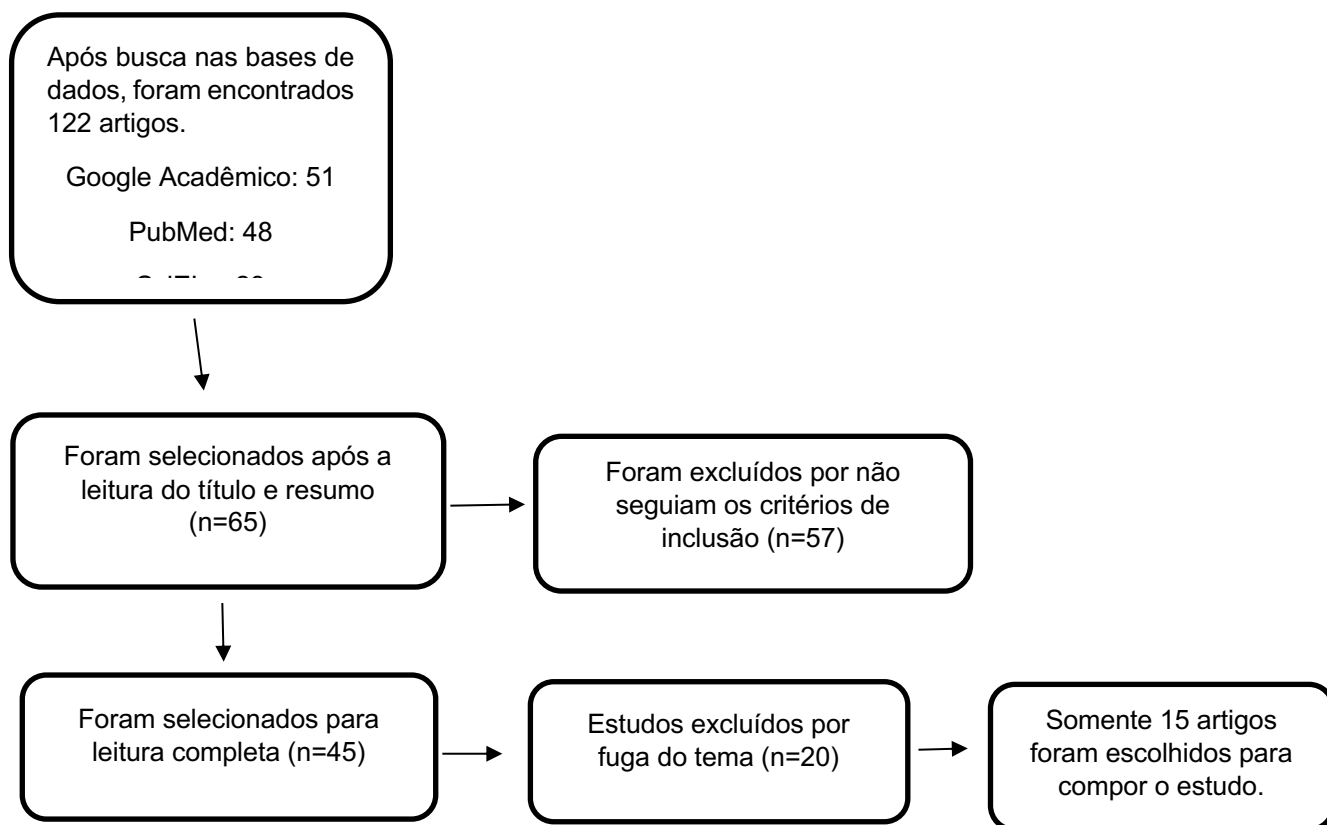 Após busca nas bases de
dados, foram encontrados
122 artigos.
Google Acadêmico: 51
PubMed: 48
Foram selecionados após a
leitura do título e resumo
(n=65)
Foram excluídos por não
seguiam os critérios de
inclusão (n=57)
Foram selecionados para
leitura completa (n=45)
Estudos excluídos por
fuga do tema (n=20)
Somente 15 artigos
foram escolhidos para
compor o estudo.